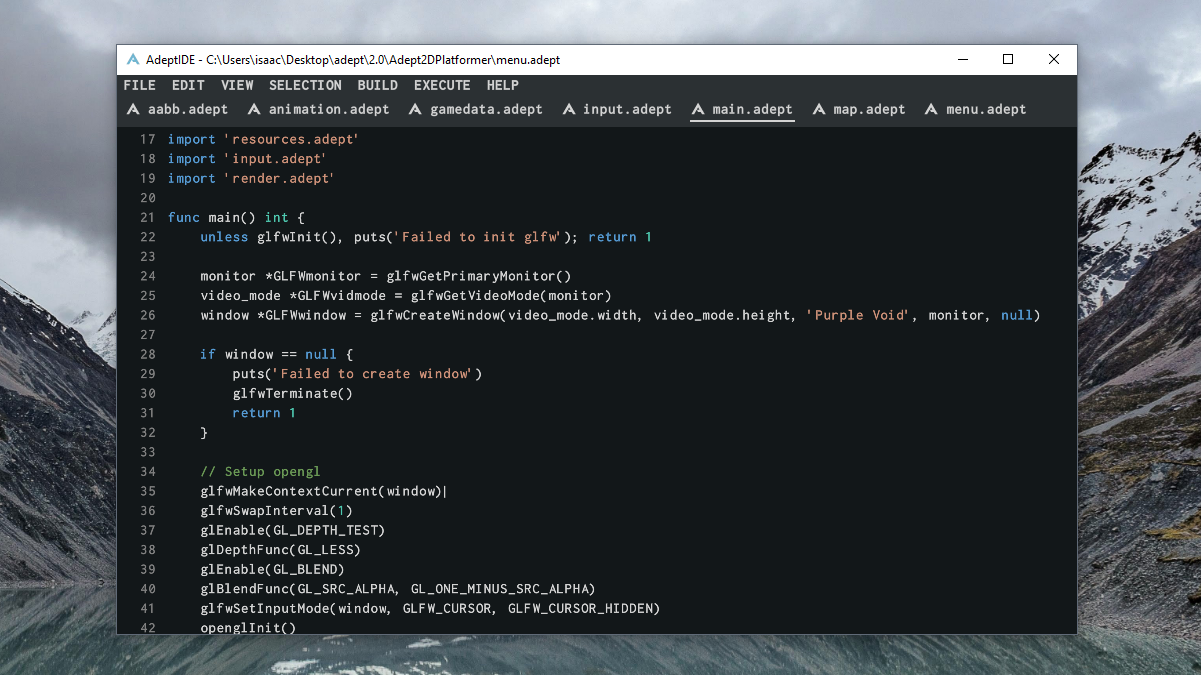 AdeptIDE - C:\Users\isaac\Desktop\adept\2.0\Adept2DPlatformer\menu.adept
FILE EDIT VIEW SELECTION BUILD EXECUTE HELP
aabb.adept animation.adept gamedata.adept input.adept main.adept map.adept menu.adept
17 import 'resources.adept'
18 import 'input.adept'
19 import 'render.adept'
20
21 func main() int {
22     unless glfwInit(), puts('Failed to init glfw'); return 1
23
24     monitor *GLFWmonitor = glfwGetPrimaryMonitor()
25     video_mode *GLFWvidmode = glfwGetVideoMode(monitor)
26     window *GLFWwindow = glfwCreateWindow(video_mode.width, video_mode.height, 'Purple Void', monitor, null)
27
28     if window == null {
29         puts('Failed to create window')
30         glfwTerminate()
31         return 1
32     }
33
34     // Setup opengl
35     glfwMakeContextCurrent(window)
36     glfwSwapInterval(1)
37     glEnable(GL_DEPTH_TEST)
38     glDepthFunc(GL_LESS)
39     glEnable(GL_BLEND)
40     glBlendFunc(GL_SRC_ALPHA, GL_ONE_MINUS_SRC_ALPHA)
41     glfwSetInputMode(window, GLFW_CURSOR, GLFW_CURSOR_HIDDEN)
42     openglInit()